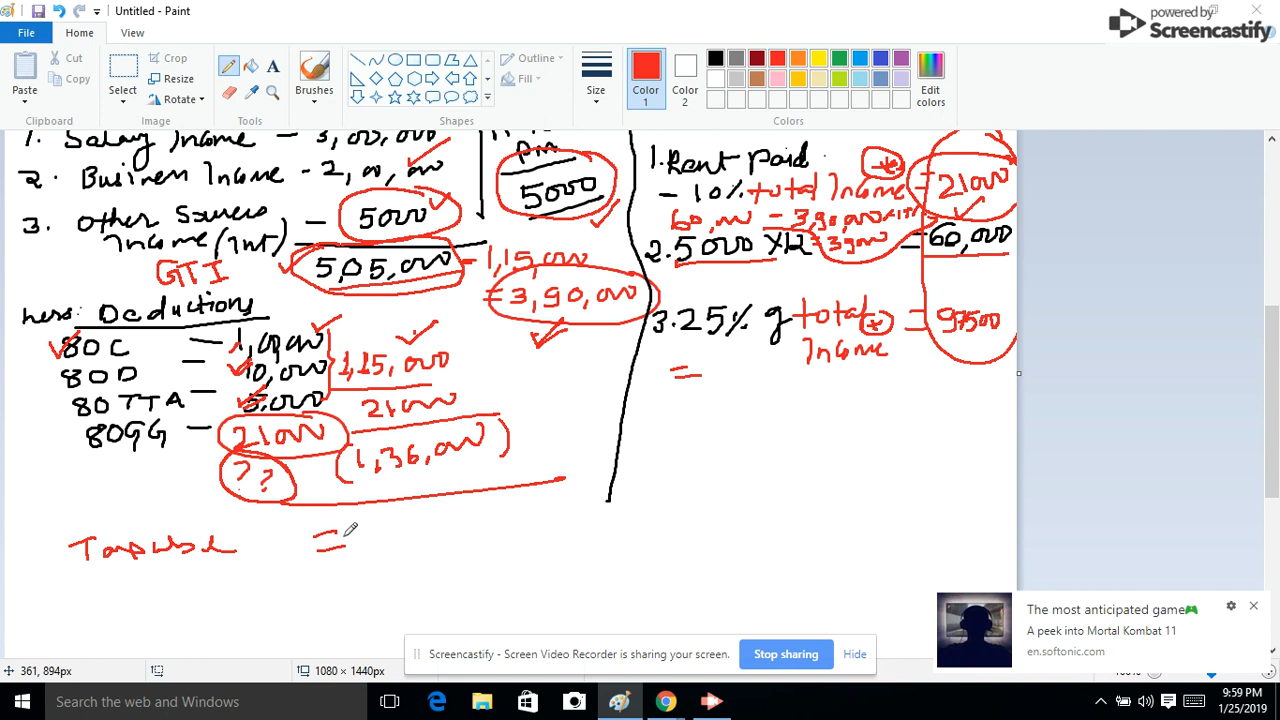 Untitled - Paint
powered by
Screencastify
File Home View
Paste
Cut
Copy
Clipboard
Select
Crop
Resize
Rotate
Image
Tools
Brushes
Outline
Fill
Shapes
Size
Color 1
Color 2
Edit colors
Colors
1. Salary Income - 3,00,000
2. Business Income - 2,00,000
3. Other Sources - 5000
Income (Int)
GTI 5,05,000 - 1,15,000
= 3,90,000
pm
5000
Less: Deductions
80C - 1,00,000
80D - 10,000 1,15,000
80TTA - 5,000 21000
80GG - 21000 (1,36,000)
??
=
1. Rent Paid
- 10% total Income = 21000
60,000 - 3,90,000
2. 5000 X12 = 39000 = 60,000
3. 25% of total = 97500
Income
=
The most anticipated game🎮
A peek into Mortal Kombat 11
en.softonic.com
Screencastify - Screen Video Recorder is sharing your screen. Stop sharing Hide
361, 894px 1080 × 1440px
Search the Web and Windows
9:59 PM
1/25/2019